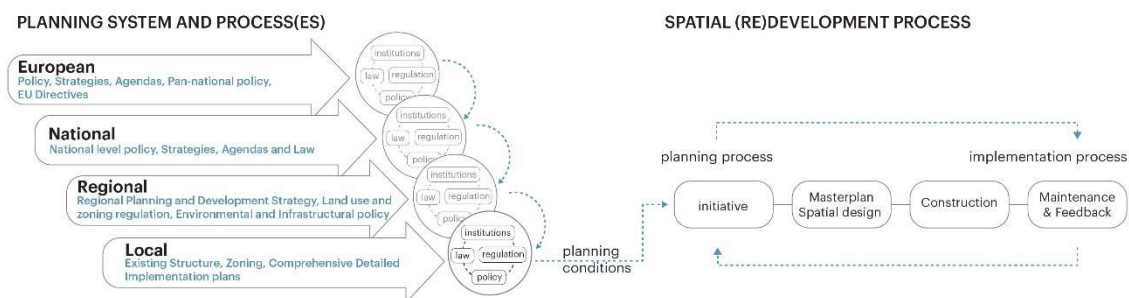 PLANNING SYSTEM AND PROCESS(ES)
European
Policy, Strategies, Agendas, Pan-national policy,
EU Directives
institutions
law
regulation
policy
National
National level policy, Strategies, Agendas and Law
institutions
law
regulation
policy
Regional
Regional Planning and Development Strategy, Land use and
zoning regulation, Environmental and Infrastructural policy
institutions
law
regulation
policy
Local
Existing Structure, Zoning, Comprehensive Detailed
Implementation plans
institutions
law
regulation
policy
planning
conditions
SPATIAL (RE)DEVELOPMENT PROCESS
planning process
implementation process
initiative
Masterplan
Spatial design
Construction
Maintenance
& Feedback